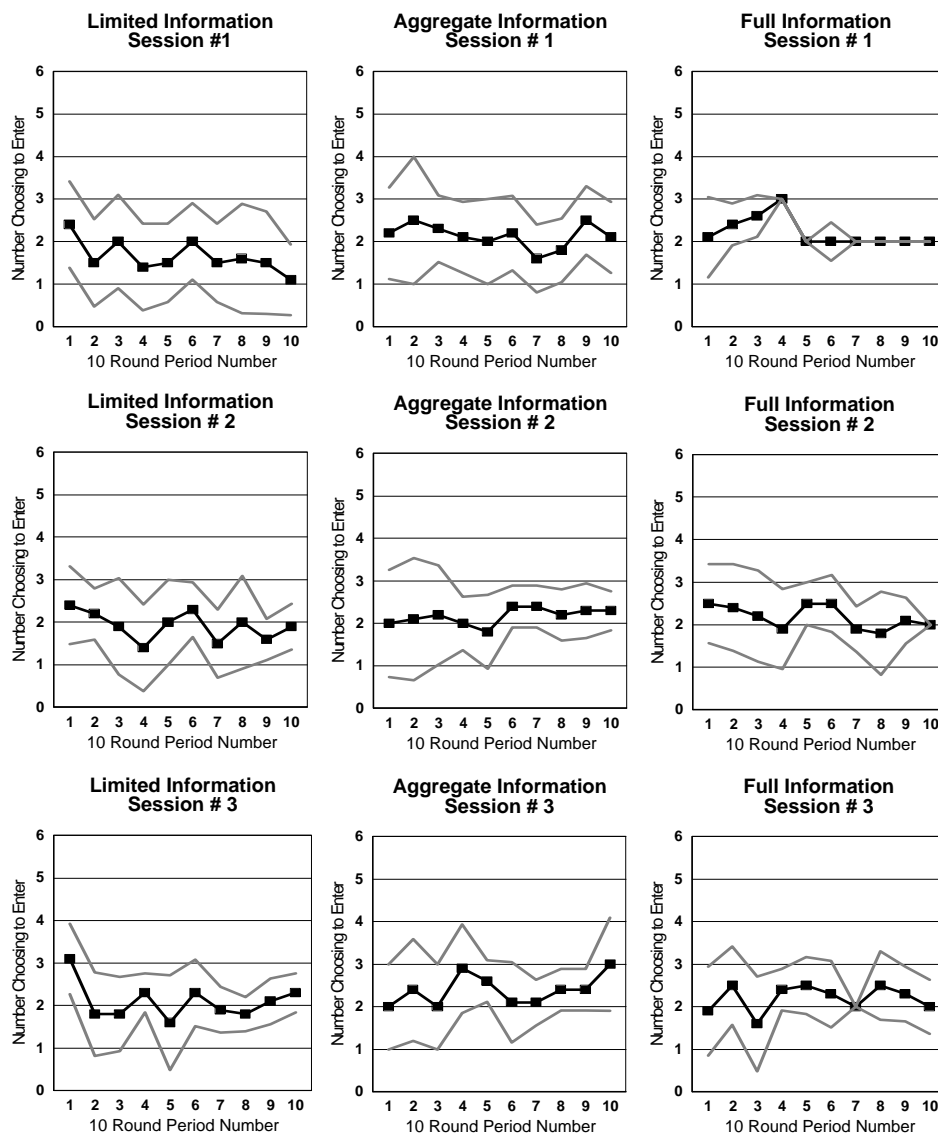 Limited Information
Session #1
Number Choosing to Enter
6
5
4
3
2
1
0
1 2 3 4 5 6 7 8 9 10
10 Round Period Number
Aggregate Information
Session # 1
Number Choosing to Enter
6
5
4
3
2
1
0
1 2 3 4 5 6 7 8 9 10
10 Round Period Number
Full Information
Session # 1
Number Choosing to Enter
6
5
4
3
2
1
0
1 2 3 4 5 6 7 8 9 10
10 Round Period Number
Limited Information
Session # 2
Number Choosing to Enter
6
5
4
3
2
1
0
1 2 3 4 5 6 7 8 9 10
10 Round Period Number
Aggregate Information
Session # 2
Number Choosing to Enter
6
5
4
3
2
1
0
1 2 3 4 5 6 7 8 9 10
10 Round Period Number
Full Information
Session # 2
Number Choosing to Enter
6
5
4
3
2
1
0
1 2 3 4 5 6 7 8 9 10
10 Round Period Number
Limited Information
Session # 3
Number Choosing to Enter
6
5
4
3
2
1
0
1 2 3 4 5 6 7 8 9 10
10 Round Period Number
Aggregate Information
Session # 3
Number Choosing to Enter
6
5
4
3
2
1
0
1 2 3 4 5 6 7 8 9 10
10 Round Period Number
Full Information
Session # 3
Number Choosing to Enter
6
5
4
3
2
1
0
1 2 3 4 5 6 7 8 9 10
10 Round Period Number